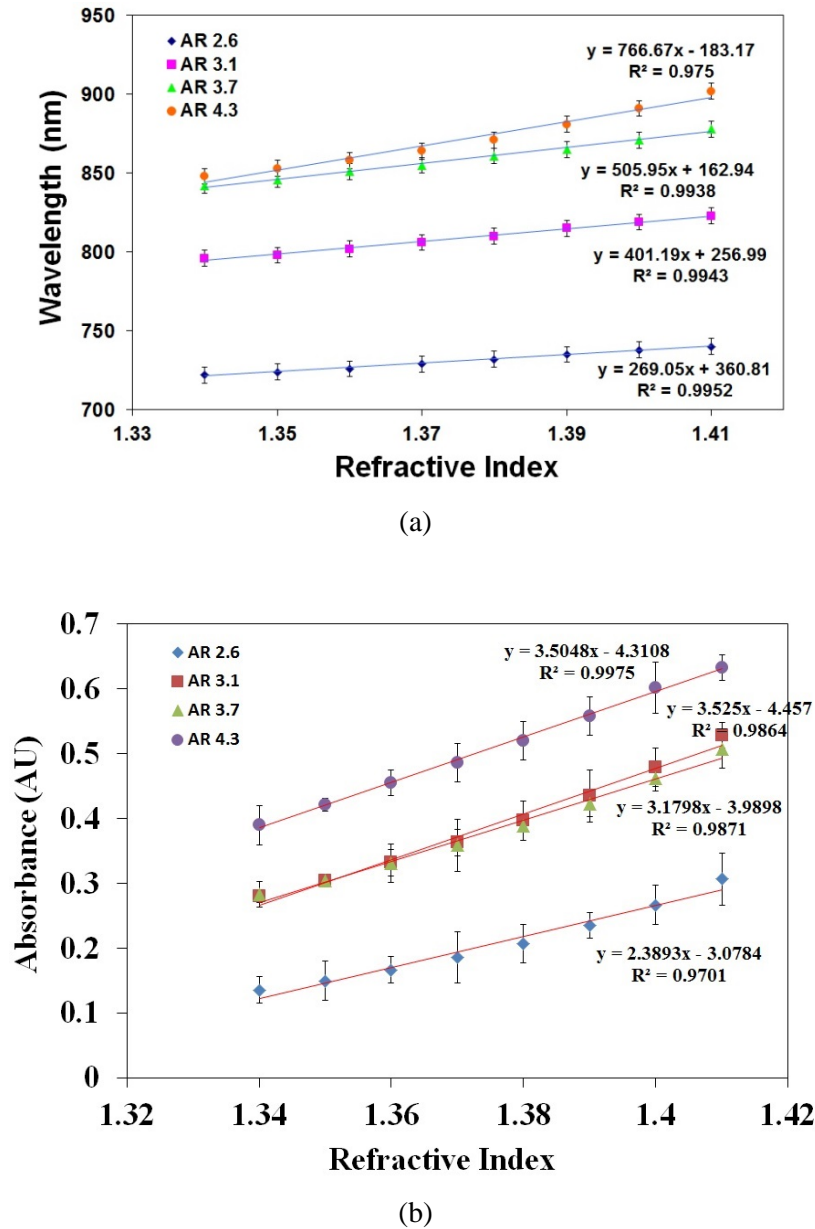 950
900
850
800
750
700
Wavelength (nm)
AR 2.6
AR 3.1
AR 3.7
AR 4.3
y = 766.67x - 183.17
R² = 0.975
y = 505.95x + 162.94
R² = 0.9938
y = 401.19x + 256.99
R² = 0.9943
y = 269.05x + 360.81
R² = 0.9952
1.33 1.35 1.37 1.39 1.41
Refractive Index
(a)
0.7
0.6
0.5
0.4
0.3
0.2
0.1
0
Absorbance (AU)
AR 2.6
AR 3.1
AR 3.7
AR 4.3
y = 3.5048x - 4.3108
R² = 0.9975
y = 3.525x - 4.457
R² = 0.9864
y = 3.1798x - 3.9898
R² = 0.9871
y = 2.3893x - 3.0784
R² = 0.9701
1.32 1.34 1.36 1.38 1.4 1.42
Refractive Index
(b)